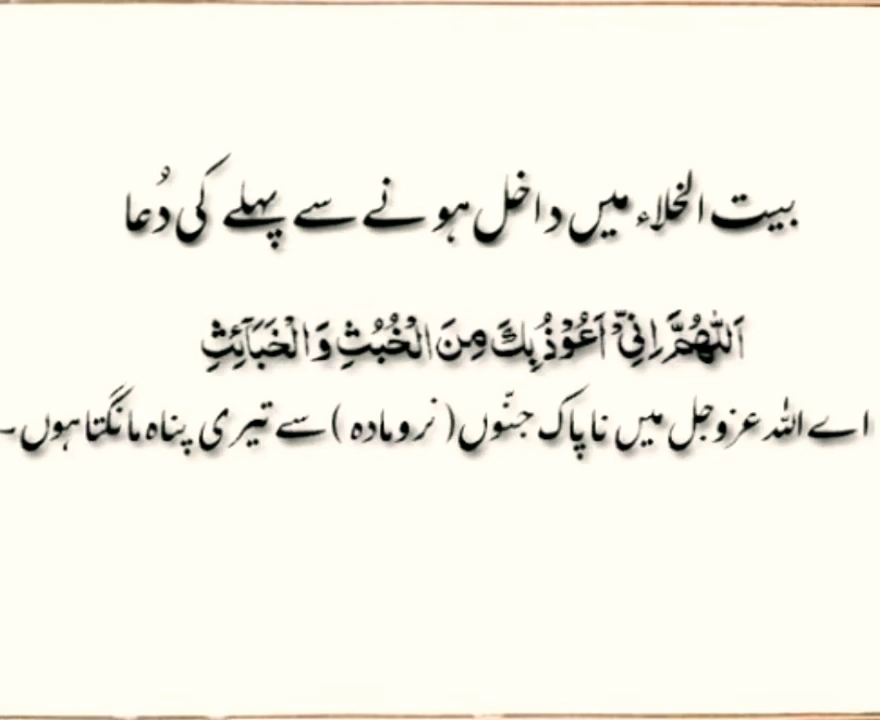 بیت الخلاء میں داخل ہونے سے پہلے کی دُعا
اَللّٰهُمَّ اِنِّیْۤ اَعُوْذُ بِكَ مِنَ الْخُبُثِ وَ الْخَبَآئِثِ
اے اللہ عزوجل میں ناپاک جنّوں ( نر و مادہ ) سے تیری پناہ مانگتا ہوں۔